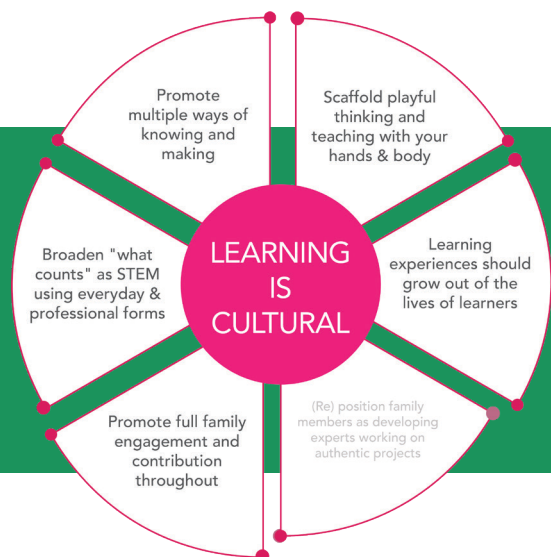 Promote
multiple ways of
knowing and
making
Scaffold playful
thinking and
teaching with your
hands & body
Broaden "what
counts" as STEM
using everyday &
professional forms
LEARNING
IS
CULTURAL
Learning
experiences should
grow out of the
lives of learners
Promote full family
engagement and
contribution
throughout
(Re) position family
members as developing
experts working on
authentic projects